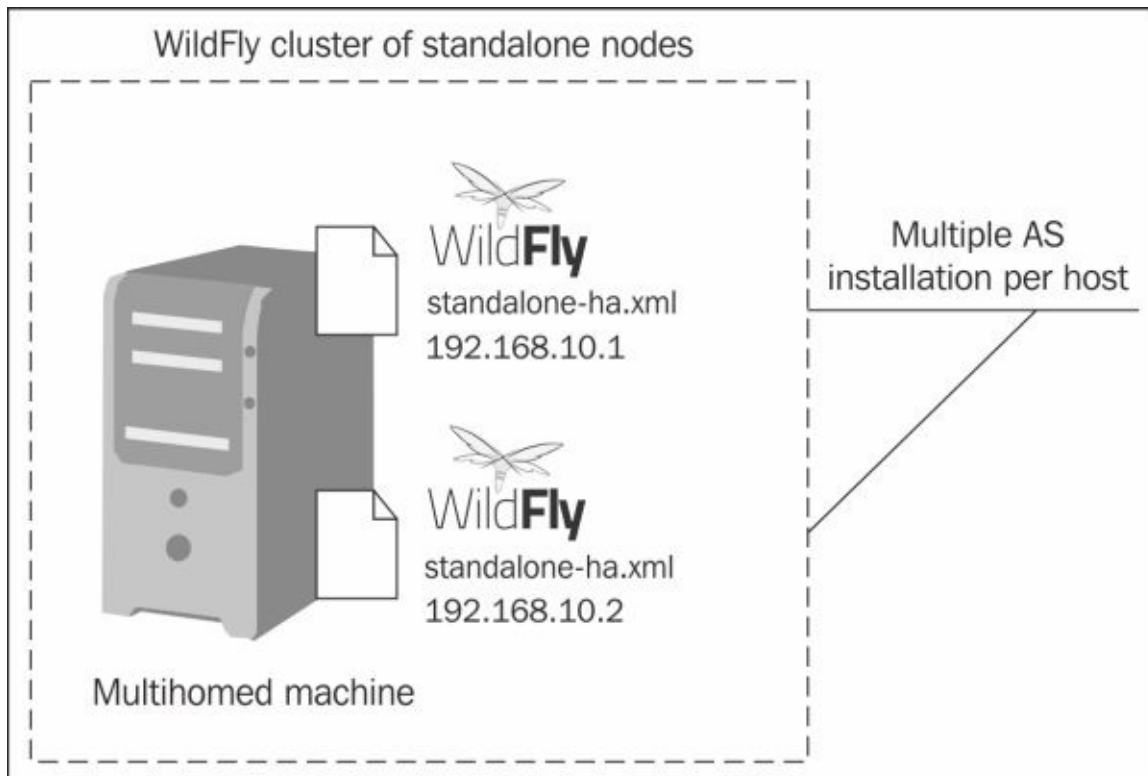 WildFly cluster of standalone nodes
WildFly
standalone-ha.xml
192.168.10.1
Multiple AS
installation per host
WildFly
standalone-ha.xml
192.168.10.2
Multihomed machine